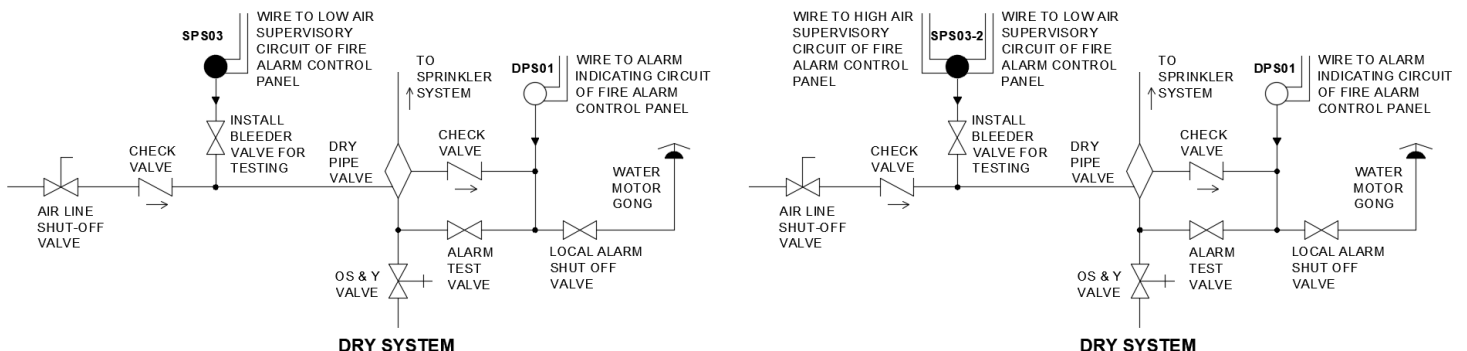 SPS03
WIRE TO LOW AIR
SUPERVISORY
CIRCUIT OF FIRE
ALARM CONTROL
PANEL
TO
SPRINKLER
SYSTEM
DPS01
WIRE TO ALARM
INDICATING CIRCUIT
OF FIRE ALARM
CONTROL PANEL
INSTALL
BLEEDER
VALVE FOR
TESTING
CHECK
VALVE
DRY
PIPE
VALVE
CHECK
VALVE
WATER
MOTOR
GONG
AIR LINE
SHUT-OFF
VALVE
OS & Y
VALVE
ALARM
TEST
VALVE
LOCAL ALARM
SHUT OFF
VALVE
DRY SYSTEM
WIRE TO HIGH AIR
SUPERVISORY
CIRCUIT OF FIRE
ALARM CONTROL
PANEL
SPS03-2
WIRE TO LOW AIR
SUPERVISORY
CIRCUIT OF FIRE
ALARM CONTROL
PANEL
TO
SPRINKLER
SYSTEM
DPS01
WIRE TO ALARM
INDICATING CIRCUIT
OF FIRE ALARM
CONTROL PANEL
INSTALL
BLEEDER
VALVE FOR
TESTING
CHECK
VALVE
DRY
PIPE
VALVE
CHECK
VALVE
WATER
MOTOR
GONG
AIR LINE
SHUT-OFF
VALVE
OS & Y
VALVE
ALARM
TEST
VALVE
LOCAL ALARM
SHUT OFF
VALVE
DRY SYSTEM